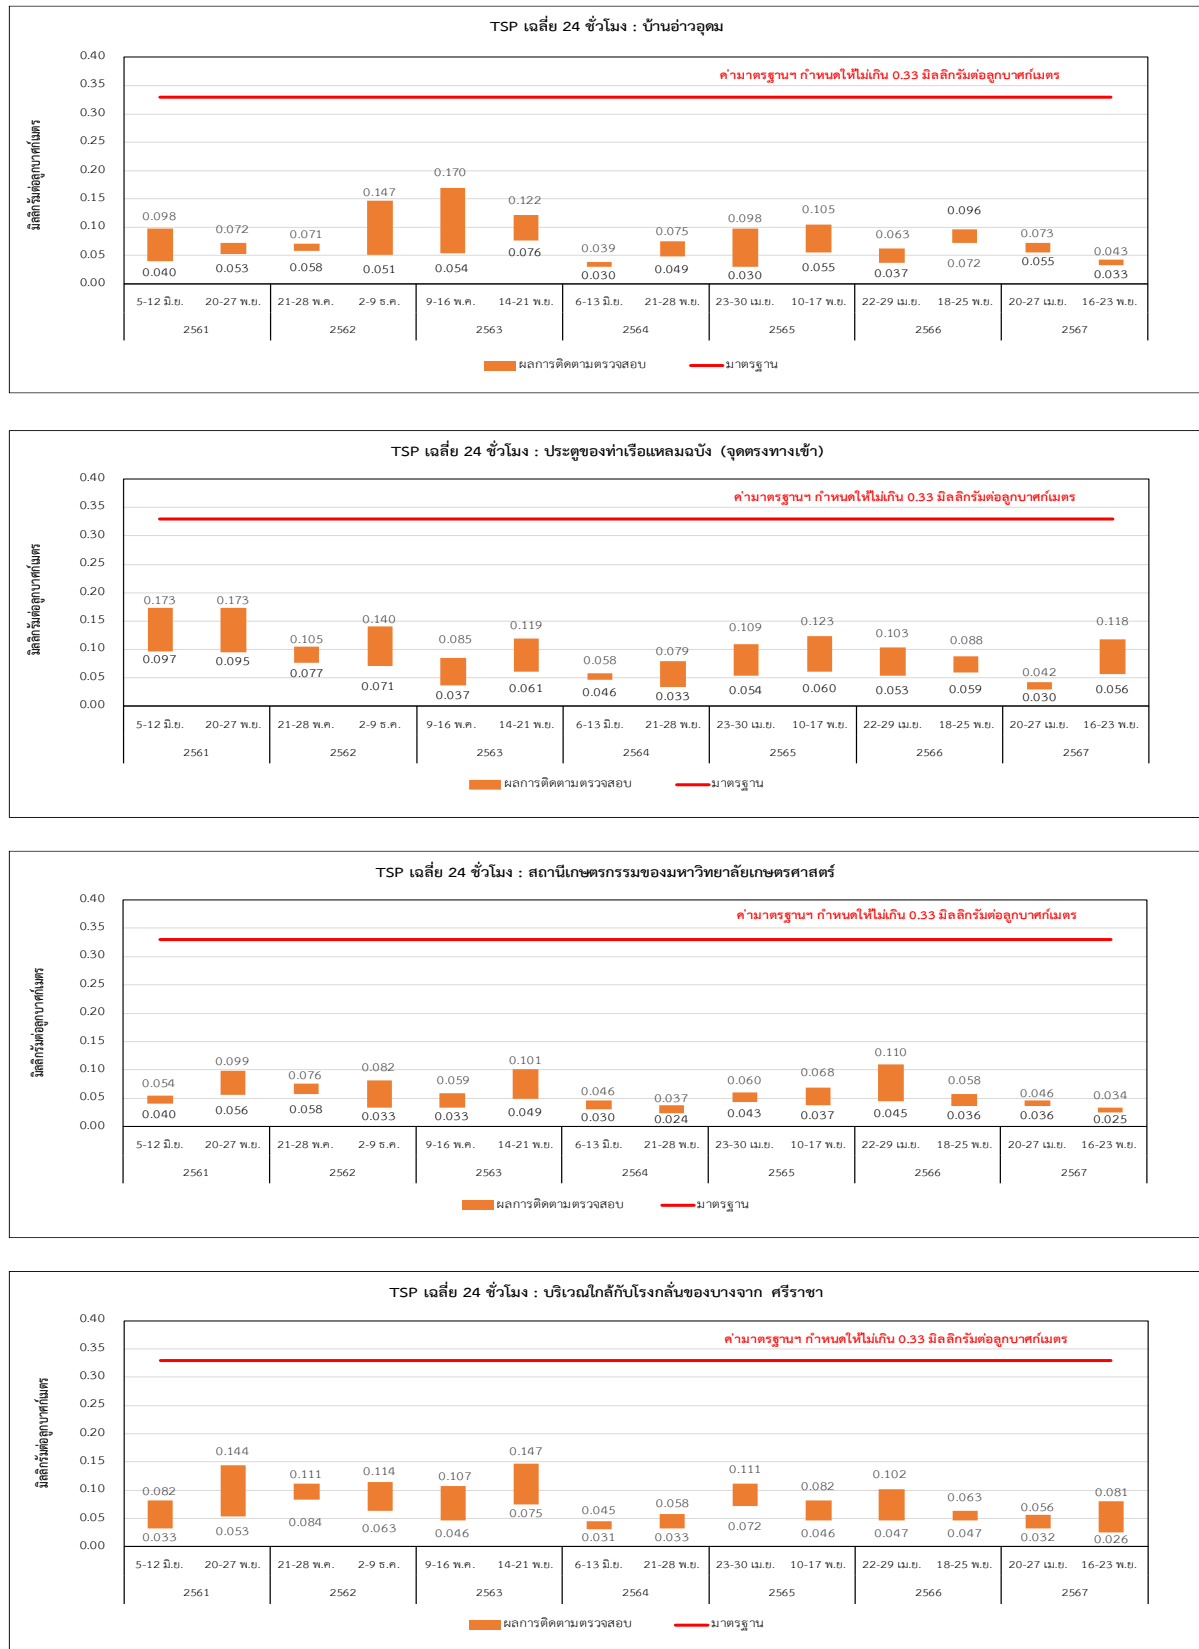 TSP เฉลี่ย 24 ชั่วโมง : บ้านอ่าวอุดม
ค่ามาตรฐานฯ กำหนดให้ไม่เกิน 0.33 มิลลิกรัมต่อลูกบาศก์เมตร
มิลลิกรัมต่อลูกบาศก์เมตร
0.40
0.35
0.30
0.25
0.20
0.15
0.10
0.05
0.00
0.098 0.072 0.071 0.147 0.170 0.122 0.039 0.075 0.098 0.105 0.063 0.096 0.073 0.043
0.040 0.053 0.058 0.051 0.054 0.076 0.030 0.049 0.030 0.055 0.037 0.072 0.055 0.033
5-12 มิ.ย. 20-27 พ.ย. 21-28 พ.ค. 2-9 ธ.ค. 9-16 พ.ค. 14-21 พ.ย. 6-13 มิ.ย. 21-28 พ.ย. 23-30 เม.ย. 10-17 พ.ย. 22-29 เม.ย. 18-25 พ.ย. 20-27 เม.ย. 16-23 พ.ย.
2561 2562 2563 2564 2565 2566 2567
ผลการติดตามตรวจสอบ มาตรฐาน
TSP เฉลี่ย 24 ชั่วโมง : ประตูของท่าเรือแหลมฉบัง (จุดตรงทางเข้า)
ค่ามาตรฐานฯ กำหนดให้ไม่เกิน 0.33 มิลลิกรัมต่อลูกบาศก์เมตร
มิลลิกรัมต่อลูกบาศก์เมตร
0.40
0.35
0.30
0.25
0.20
0.15
0.10
0.05
0.00
0.173 0.173 0.105 0.140 0.085 0.119 0.058 0.079 0.109 0.123 0.103 0.088 0.042 0.118
0.097 0.095 0.077 0.071 0.037 0.061 0.046 0.033 0.054 0.060 0.053 0.059 0.030 0.056
5-12 มิ.ย. 20-27 พ.ย. 21-28 พ.ค. 2-9 ธ.ค. 9-16 พ.ค. 14-21 พ.ย. 6-13 มิ.ย. 21-28 พ.ย. 23-30 เม.ย. 10-17 พ.ย. 22-29 เม.ย. 18-25 พ.ย. 20-27 เม.ย. 16-23 พ.ย.
2561 2562 2563 2564 2565 2566 2567
ผลการติดตามตรวจสอบ มาตรฐาน
TSP เฉลี่ย 24 ชั่วโมง : สถานีเกษตรกรรมของมหาวิทยาลัยเกษตรศาสตร์
ค่ามาตรฐานฯ กำหนดให้ไม่เกิน 0.33 มิลลิกรัมต่อลูกบาศก์เมตร
มิลลิกรัมต่อลูกบาศก์เมตร
0.40
0.35
0.30
0.25
0.20
0.15
0.10
0.05
0.00
0.054 0.099 0.076 0.082 0.059 0.101 0.046 0.037 0.060 0.068 0.110 0.058 0.046 0.034
0.040 0.056 0.058 0.033 0.033 0.049 0.030 0.024 0.043 0.037 0.045 0.036 0.036 0.025
5-12 มิ.ย. 20-27 พ.ย. 21-28 พ.ค. 2-9 ธ.ค. 9-16 พ.ค. 14-21 พ.ย. 6-13 มิ.ย. 21-28 พ.ย. 23-30 เม.ย. 10-17 พ.ย. 22-29 เม.ย. 18-25 พ.ย. 20-27 เม.ย. 16-23 พ.ย.
2561 2562 2563 2564 2565 2566 2567
ผลการติดตามตรวจสอบ มาตรฐาน
TSP เฉลี่ย 24 ชั่วโมง : บริเวณใกล้กับโรงกลั่นของบางจาก ศรีราชา
ค่ามาตรฐานฯ กำหนดให้ไม่เกิน 0.33 มิลลิกรัมต่อลูกบาศก์เมตร
มิลลิกรัมต่อลูกบาศก์เมตร
0.40
0.35
0.30
0.25
0.20
0.15
0.10
0.05
0.00
0.082 0.144 0.111 0.114 0.107 0.147 0.045 0.058 0.111 0.082 0.102 0.063 0.056 0.081
0.033 0.053 0.084 0.063 0.046 0.075 0.031 0.033 0.072 0.046 0.047 0.047 0.032 0.026
5-12 มิ.ย. 20-27 พ.ย. 21-28 พ.ค. 2-9 ธ.ค. 9-16 พ.ค. 14-21 พ.ย. 6-13 มิ.ย. 21-28 พ.ย. 23-30 เม.ย. 10-17 พ.ย. 22-29 เม.ย. 18-25 พ.ย. 20-27 เม.ย. 16-23 พ.ย.
2561 2562 2563 2564 2565 2566 2567
ผลการติดตามตรวจสอบ มาตรฐาน